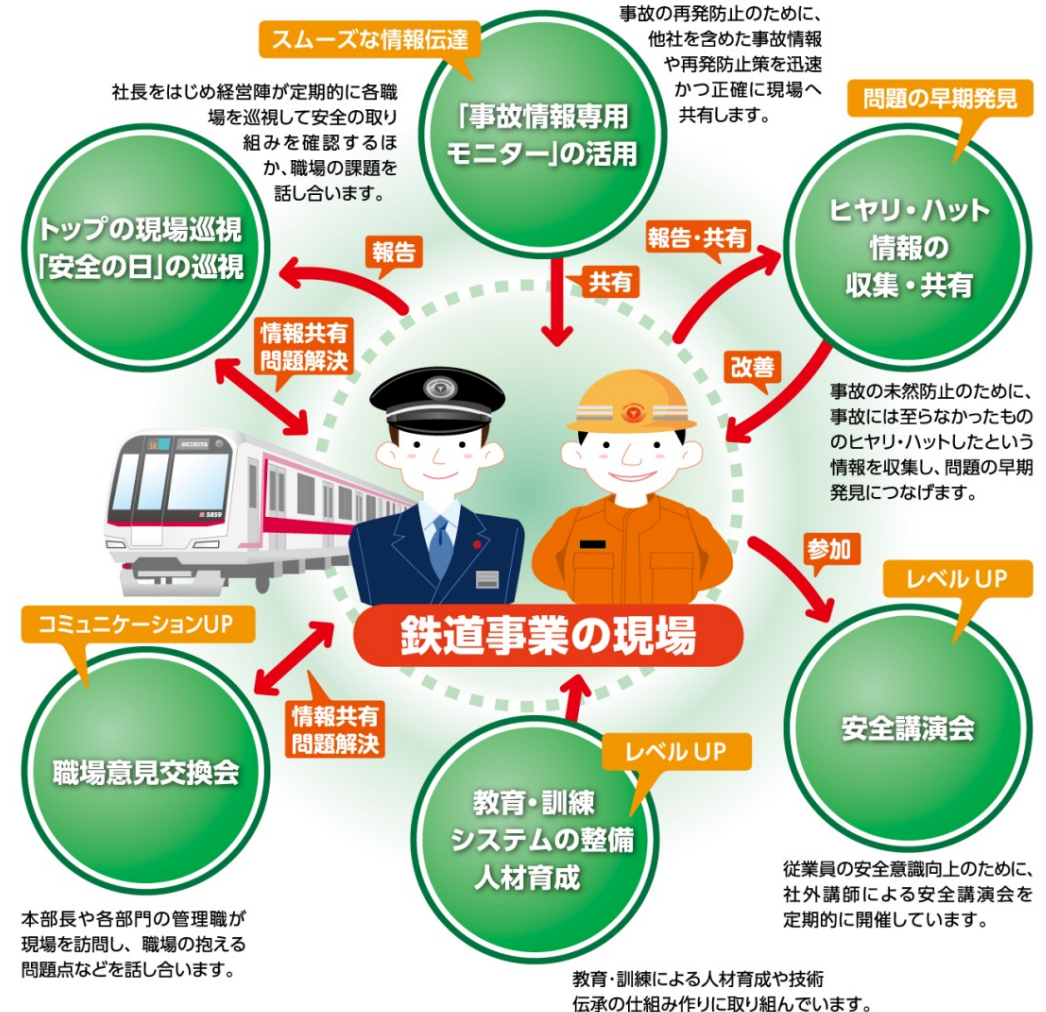 スムーズな情報伝達
「事故情報専用
モニター」の活用
事故の再発防止のために、
他社を含めた事故情報
や再発防止策を迅速
かつ正確に現場へ
共有します。
社長をはじめ経営陣が定期的に各職
場を巡視して安全の取り
組みを確認するほ
か、職場の課題を
話し合います。
トップの現場巡視
「安全の日」の巡視
問題の早期発見
ヒヤリ・ハット
情報の
収集・共有
報告
共有
報告・共有
情報共有
問題解決
改善
事故の未然防止のために、
事故には至らなかったもの
のヒヤリ・ハットしたという
情報を収集し、問題の早期
発見につなげます。
SHIBUYA
5859
参加
鉄道事業の現場
コミュニケーションUP
職場意見交換会
情報共有
問題解決
本部長や各部門の管理職が
現場を訪問し、職場の抱える
問題点などを話し合います。
レベル UP
教育・訓練
システムの整備
人材育成
教育・訓練による人材育成や技術
伝承の仕組み作りに取り組んでいます。
レベル UP
安全講演会
従業員の安全意識向上のために、
社外講師による安全講演会を
定期的に開催しています。